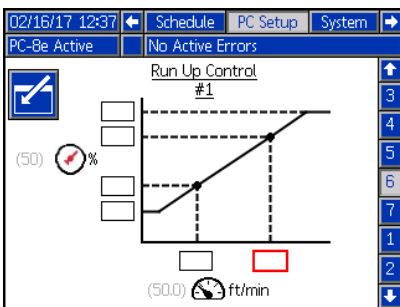 02/16/17 12:37 Schedule PC Setup System
PC-8e Active No Active Errors
Run Up Control
#1
3
4
5
6
7
1
2
(50) %
(50.0) ft/min